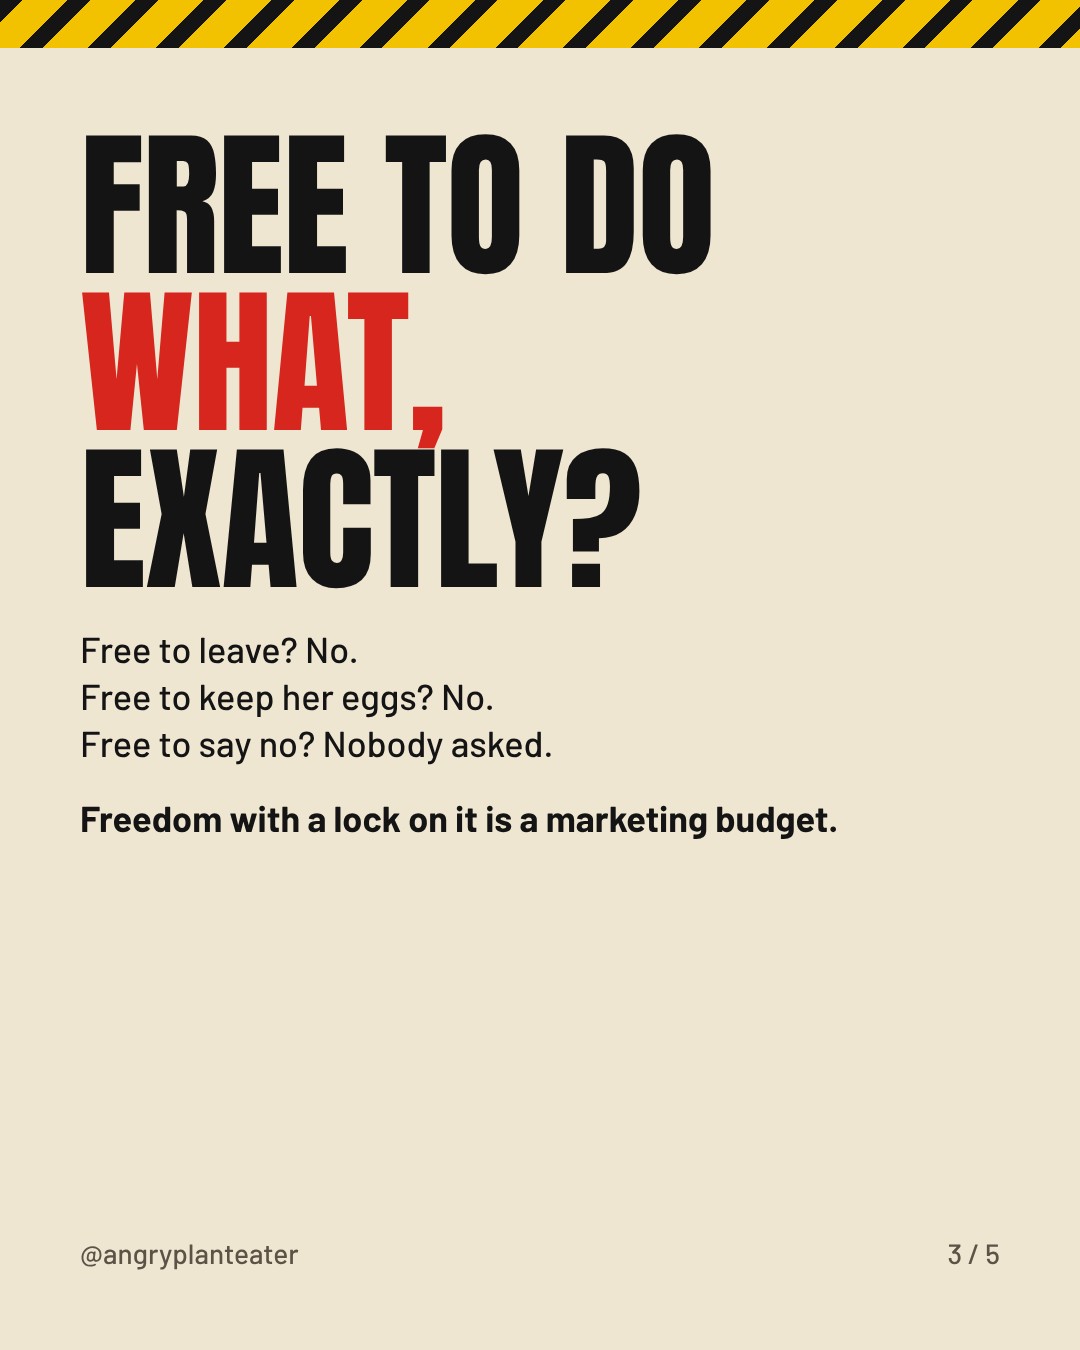 FREE TO DO
WHAT,
EXACTLY?
Free to leave? No.
Free to keep her eggs? No.
Free to say no? Nobody asked.
Freedom with a lock on it is a marketing budget.
@angryplanteater
3 / 5